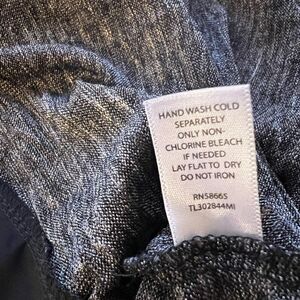 HAND WASH COLD
SEPARATELY
ONLY NON-
CHLORINE BLEACH
IF NEEDED
LAY FLAT TO DRY
DO NOT IRON
RN58665
TL302844MI